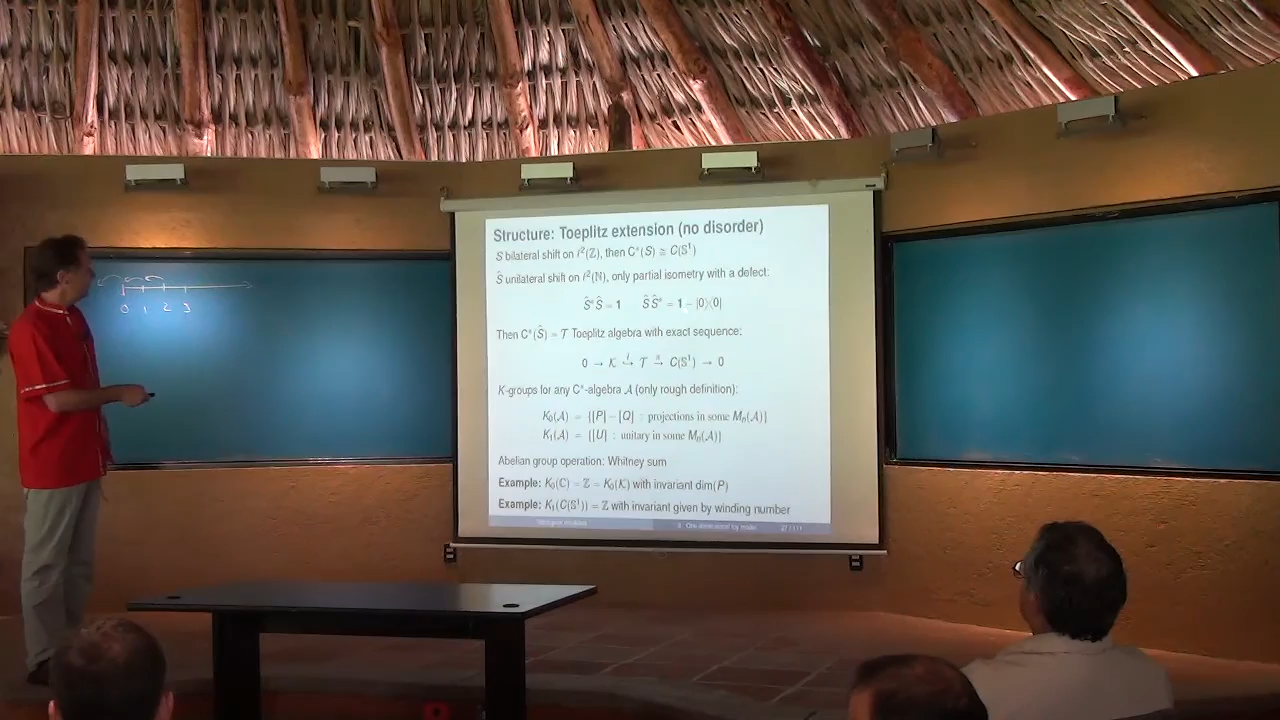 0 1 2 3
Structure: Toeplitz extension (no disorder)
S bilateral shift on ℓ²(ℤ), then C*(S) ≅ C(𝕊¹)
Ŝ unilateral shift on ℓ²(ℕ), only partial isometry with a defect:
Ŝ*Ŝ = 1 ŜŜ* = 1 − |0⟩⟨0|
Then C*(Ŝ) = 𝒯 Toeplitz algebra with exact sequence:
0 → 𝒦 ↪ 𝒯 → C(𝕊¹) → 0
K-groups for any C*-algebra 𝒜 (only rough definition):
K₀(𝒜) = {[P] − [Q] : projections in some Mₙ(𝒜)}
K₁(𝒜) = {[U] : unitary in some Mₙ(𝒜)}
Abelian group operation: Whitney sum
Example: K₀(ℂ) = ℤ = K₀(𝒦) with invariant dim(P)
Example: K₁(C(𝕊¹)) = ℤ with invariant given by winding number